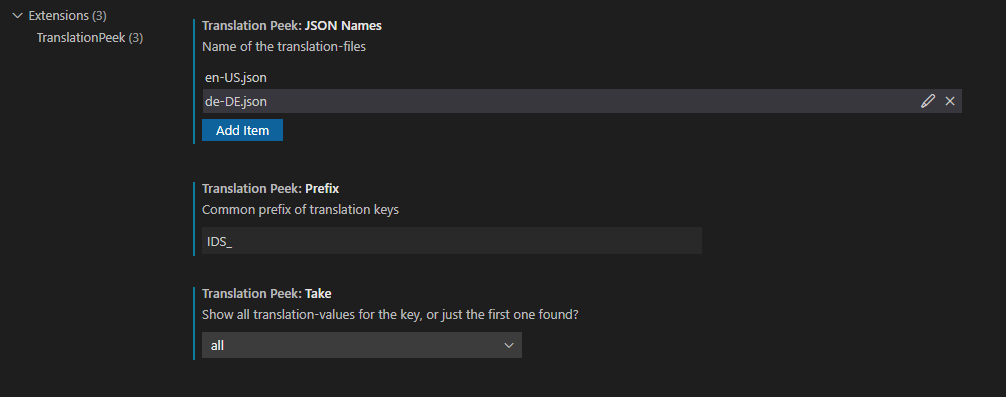 Extensions (3)
TranslationPeek (3)
Translation Peek: JSON Names
Name of the translation-files
en-US.json
de-DE.json
Add Item
Translation Peek: Prefix
Common prefix of translation keys
IDS_
Translation Peek: Take
Show all translation-values for the key, or just the first one found?
all